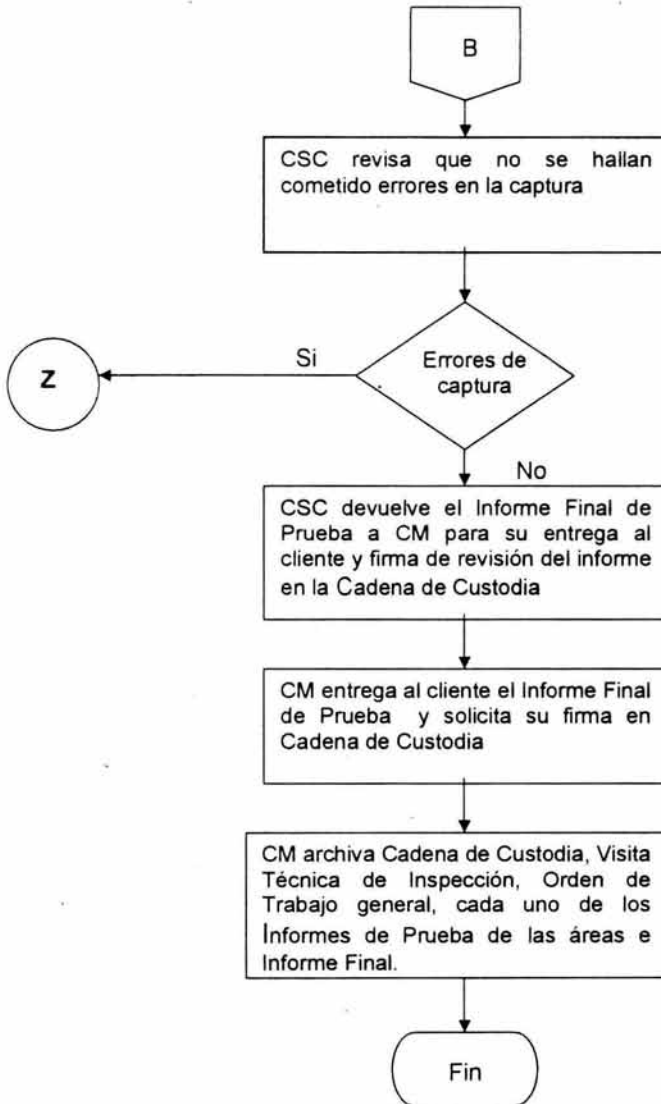 B
CSC revisa que no se hallan
cometido errores en la captura
Errores de
captura
Si
Z
No
CSC devuelve el Informe Final de
Prueba a CM para su entrega al
cliente y firma de revisión del informe
en la Cadena de Custodia
CM entrega al cliente el Informe Final
de Prueba y solicita su firma en
Cadena de Custodia
CM archiva Cadena de Custodia, Visita
Técnica de Inspección, Orden de
Trabajo general, cada uno de los
Informes de Prueba de las áreas e
Informe Final.
Fin